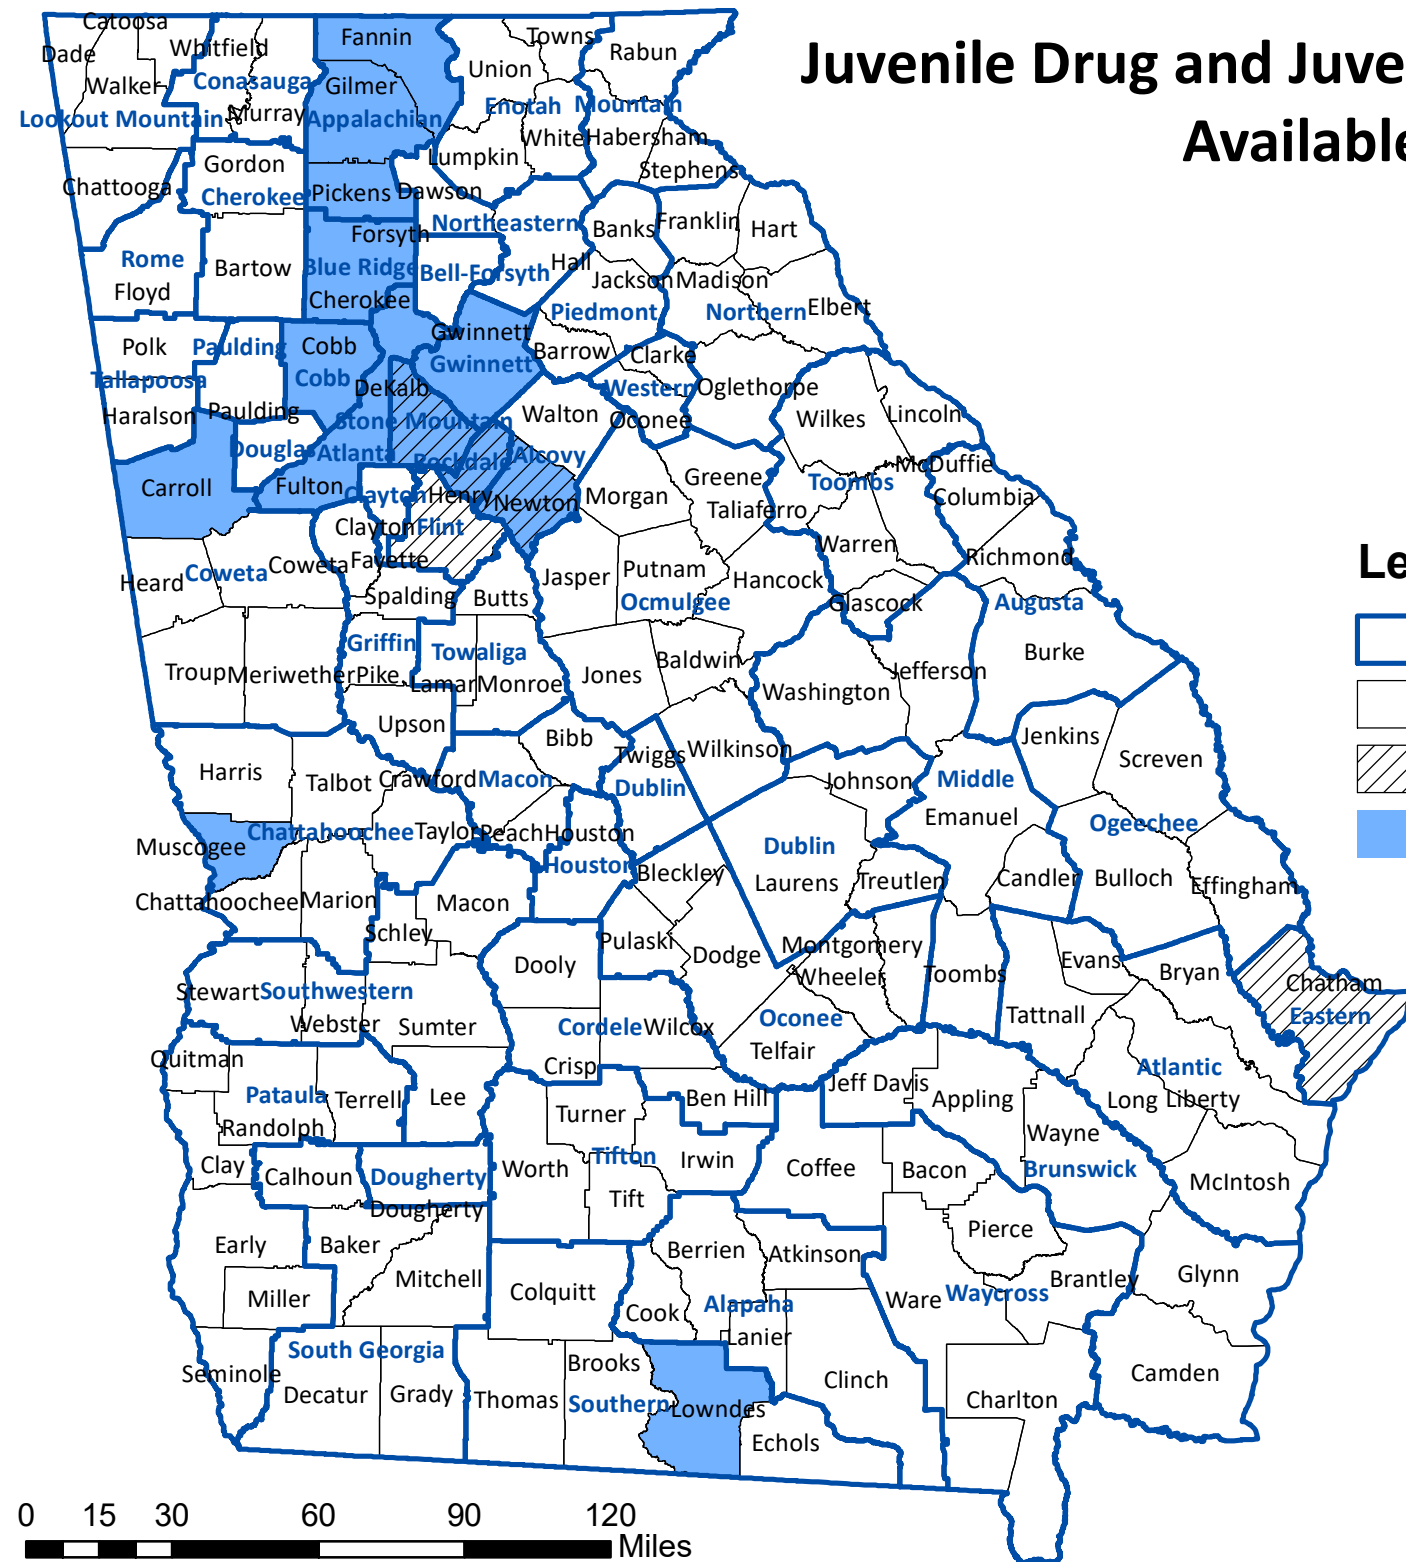 Juvenile Drug and Juve
Available
Catoosa
Dade
Whitfield
Fannin
Towns
Rabun
Union
Walker
Conasauga
Gilmer
Lookout Mountain
Murray
Appalachian
Enotah
Mountain
White
Habersham
Lumpkin
Stephens
Gordon
Chattooga
Cherokee
Pickens
Dawson
Northeastern
Banks
Franklin
Hart
Forsyth
Rome
Bartow
Blue Ridge
Bell-Forsyth
Hall
Jackson
Madison
Floyd
Cherokee
Piedmont
Northern
Elbert
Polk
Paulding
Cobb
Gwinnett
Barrow
Clarke
Tallapoosa
Cobb
Gwinnett
DeKalb
Western
Oglethorpe
Haralson
Paulding
Stone Mountain
Walton
Oconee
Wilkes
Lincoln
Douglas
Atlanta
Rockdale
Alcovy
McDuffie
Carroll
Fulton
Clayton
Henry
Newton
Morgan
Greene
Toombs
Columbia
Taliaferro
Clayton
Flint
Warren
Richmond
Heard
Coweta
Coweta
Fayette
Jasper
Putnam
Hancock
Spalding
Butts
Ocmulgee
Glascock
Augusta
Griffin
Towaliga
Burke
Troup
Meriwether
Pike
Lamar
Monroe
Jones
Baldwin
Jefferson
Washington
Upson
Bibb
Twiggs
Wilkinson
Jenkins
Screven
Harris
Talbot
Crawford
Macon
Dublin
Johnson
Middle
Emanuel
Muscogee
Chattahoochee
Taylor
Peach
Houston
Ogeechee
Houston
Bleckley
Dublin
Laurens
Treutlen
Candler
Bulloch
Effingham
Chattahoochee
Marion
Macon
Schley
Pulaski
Dodge
Montgomery
Wheeler
Toombs
Evans
Bryan
Chatham
Dooly
Stewart
Southwestern
Webster
Sumter
Cordele
Wilcox
Oconee
Tattnall
Eastern
Quitman
Crisp
Telfair
Atlantic
Pataula
Terrell
Lee
Turner
Ben Hill
Jeff Davis
Appling
Long
Liberty
Randolph
Wayne
Clay
Calhoun
Dougherty
Worth
Tifton
Irwin
Coffee
Bacon
Brunswick
McIntosh
Tift
Dougherty
Early
Baker
Pierce
Berrien
Atkinson
Mitchell
Brantley
Glynn
Miller
Colquitt
Cook
Alapaha
Ware
Waycross
Lanier
South Georgia
Seminole
Decatur
Grady
Thomas
Brooks
Southern
Lowndes
Clinch
Charlton
Camden
Echols
Le
0 15 30 60 90 120
Miles